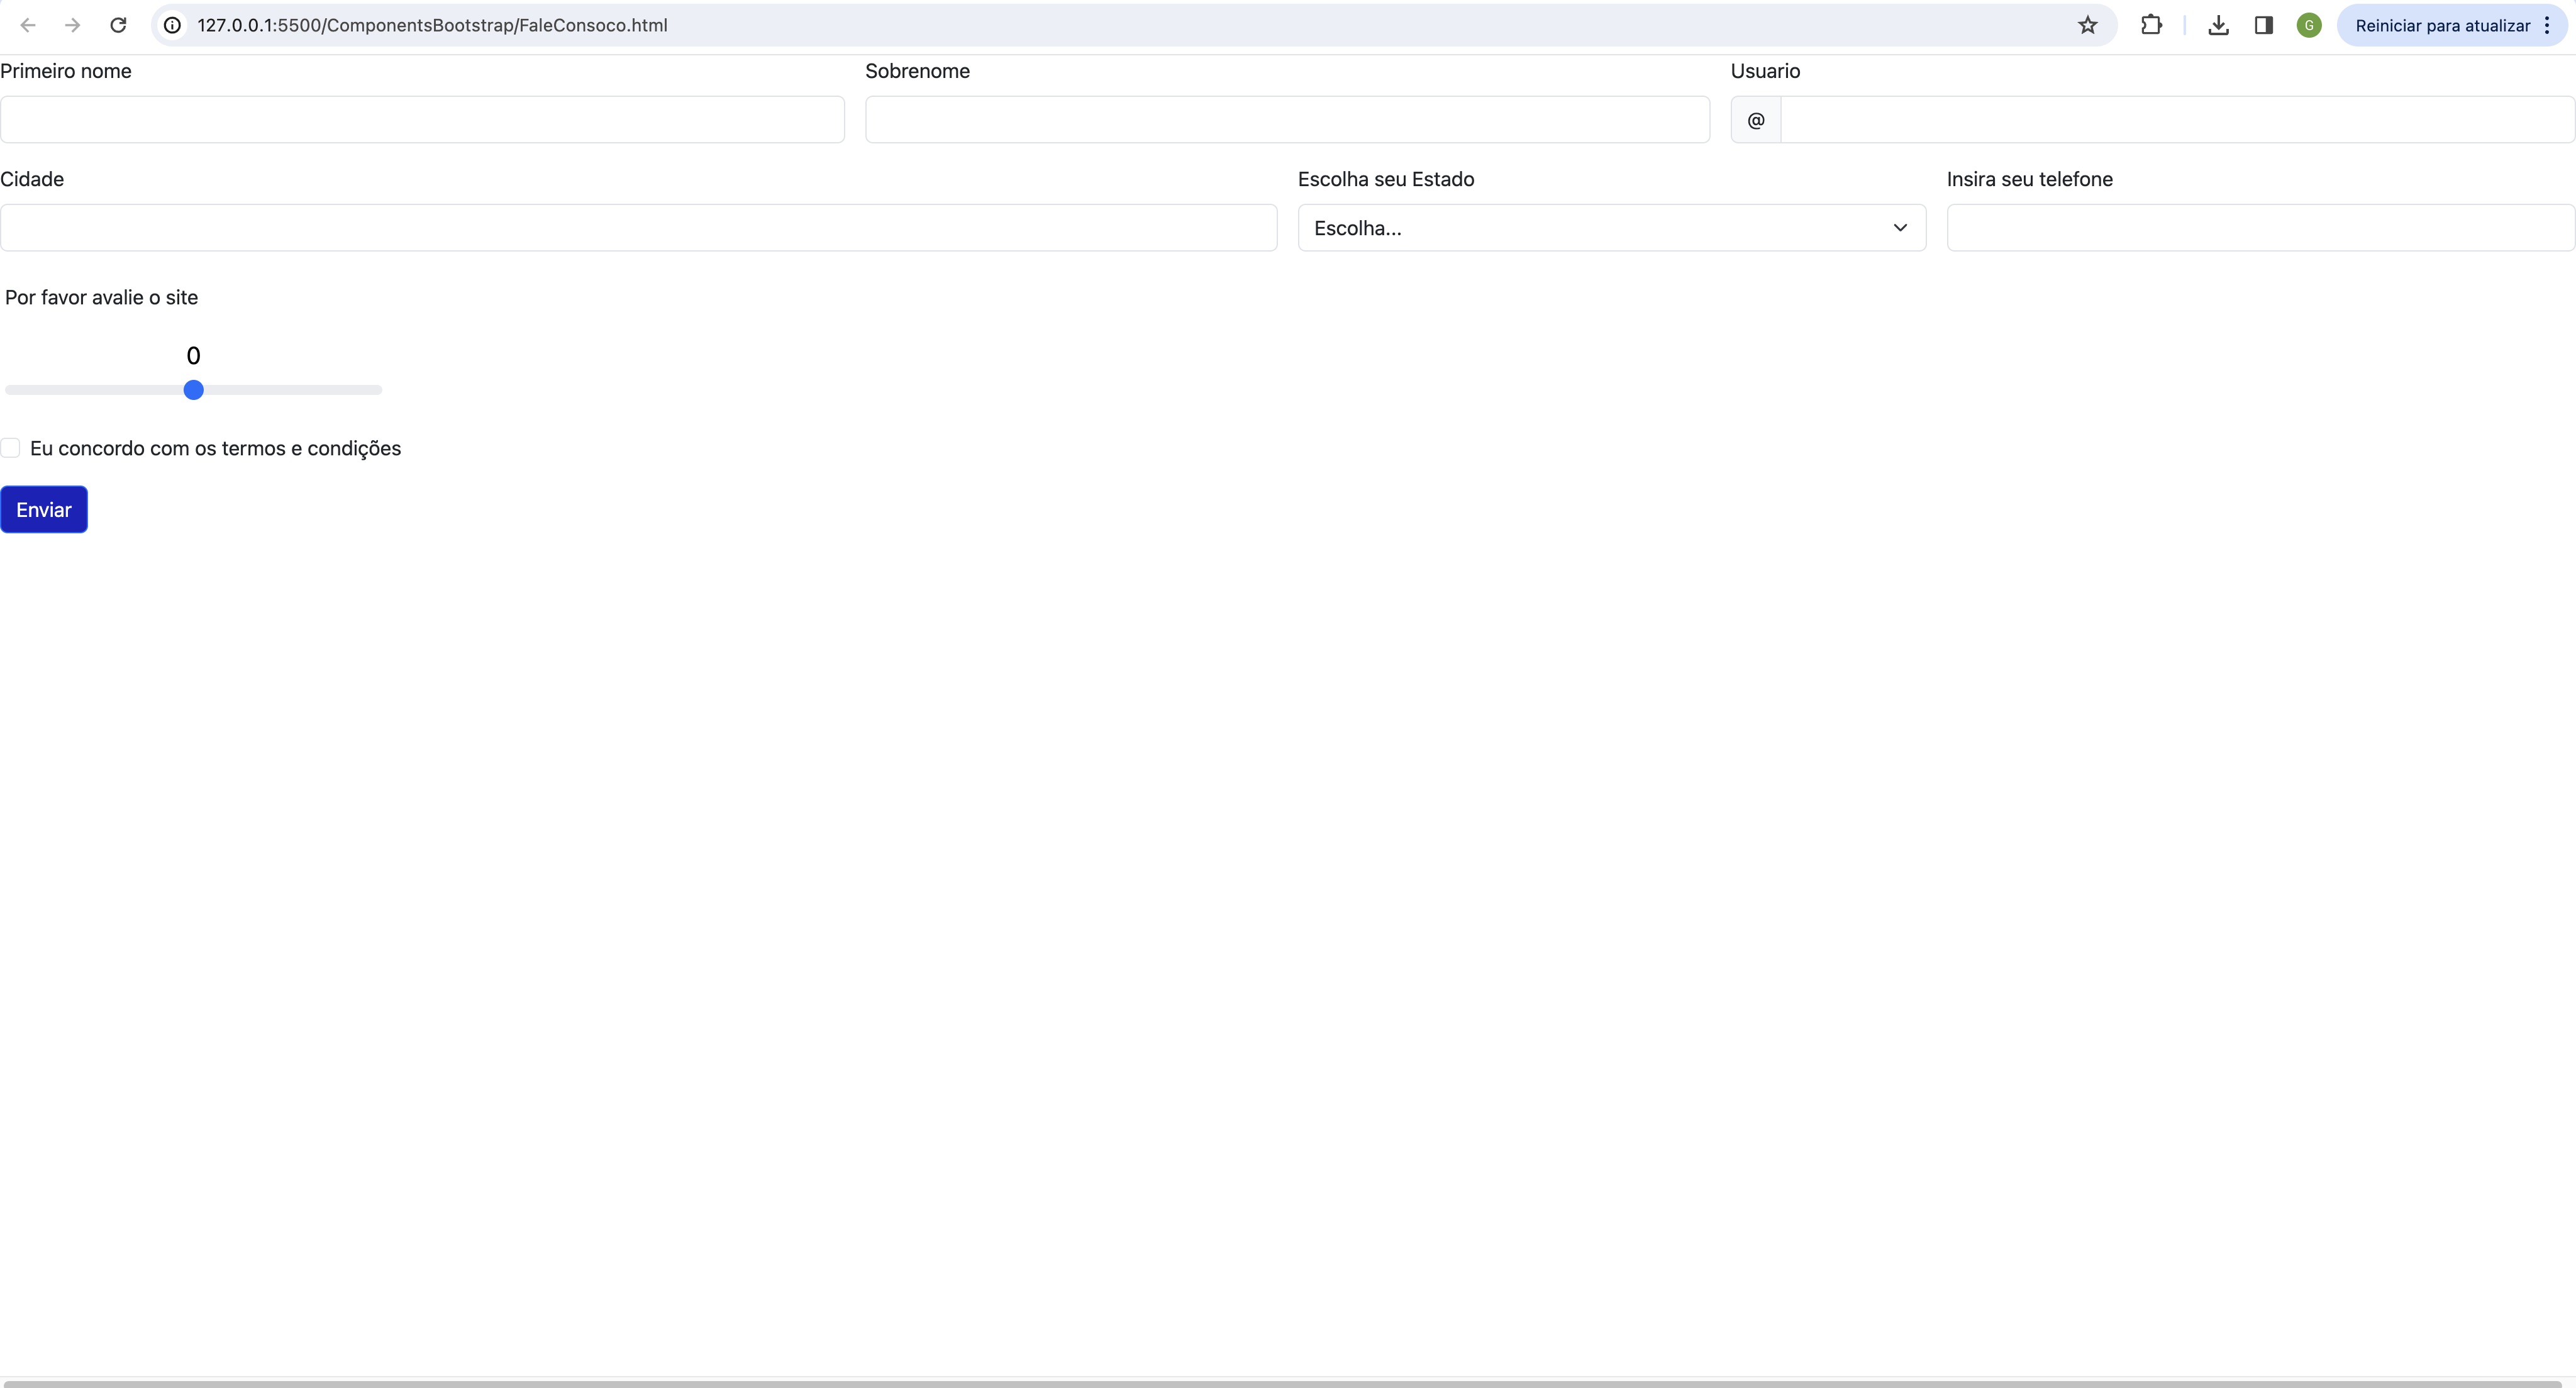 127.0.0.1:5500/ComponentsBootstrap/FaleConsoco.html
G
Reiniciar para atualizar
Primeiro nome
Sobrenome
Usuario
@
Cidade
Escolha seu Estado
Insira seu telefone
Escolha...
Por favor avalie o site
0
Eu concordo com os termos e condições
Enviar